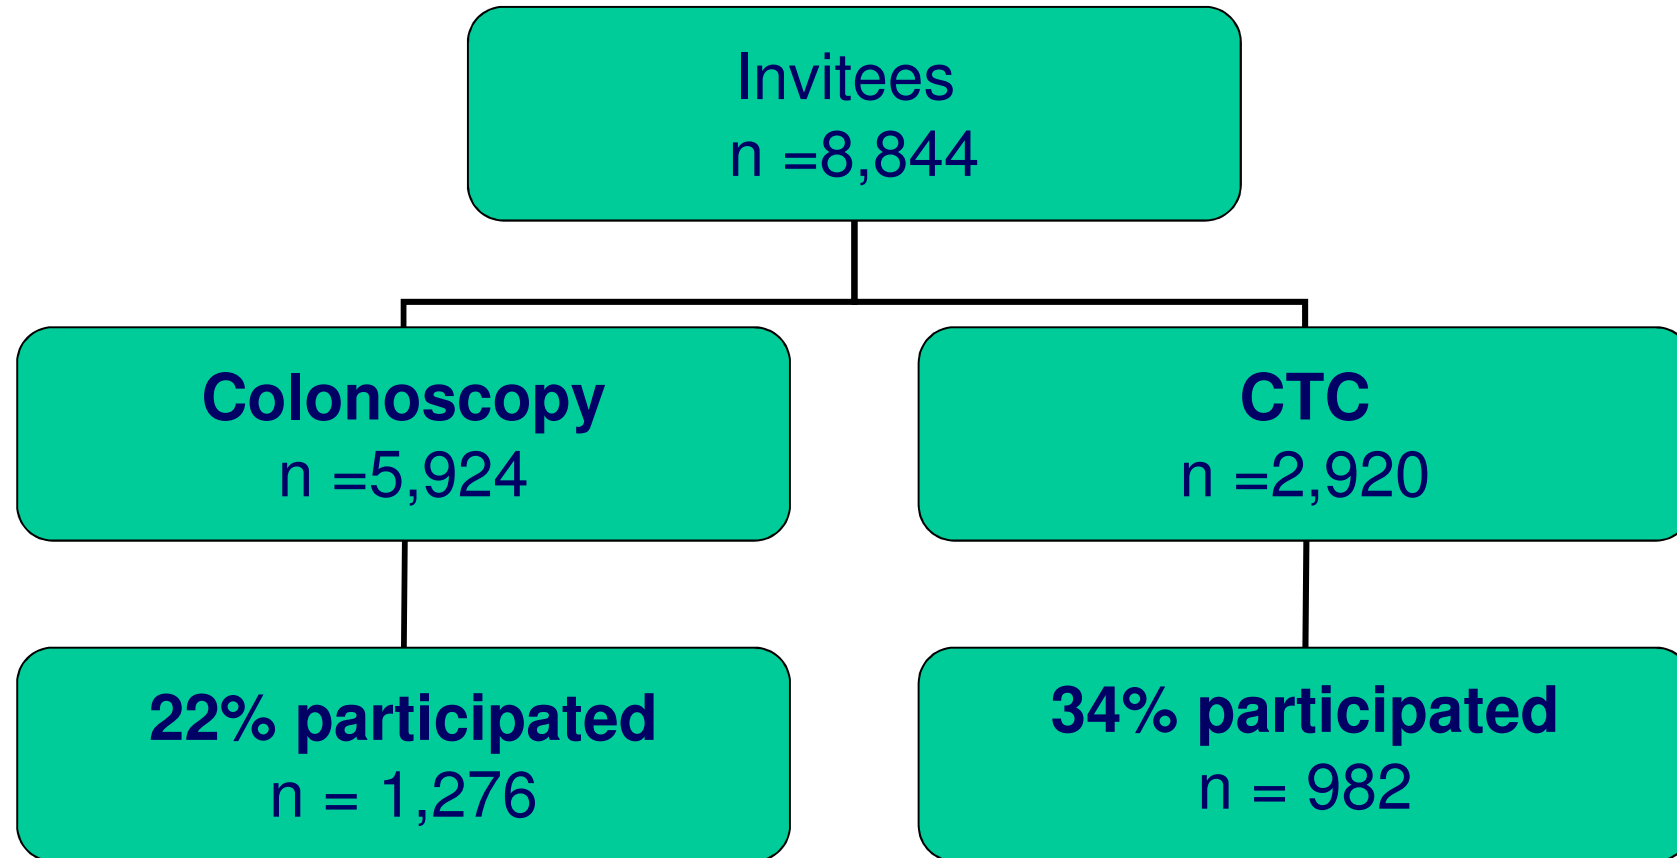 Invitees
n =8,844
Colonoscopy
n =5,924
CTC
n =2,920
22% participated
n = 1,276
34% participated
n = 982